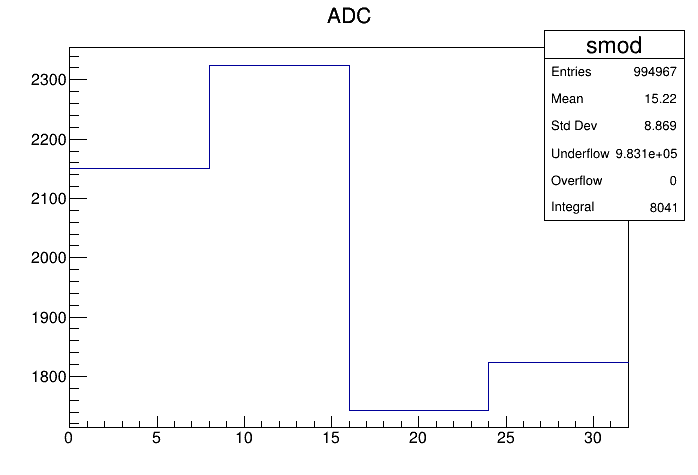 ADC
smod
Entries 994967
Mean 15.22
Std Dev 8.869
Underflow 9.831e+05
Overflow 0
Integral 8041
2300
2200
2100
2000
1900
1800
0 5 10 15 20 25 30